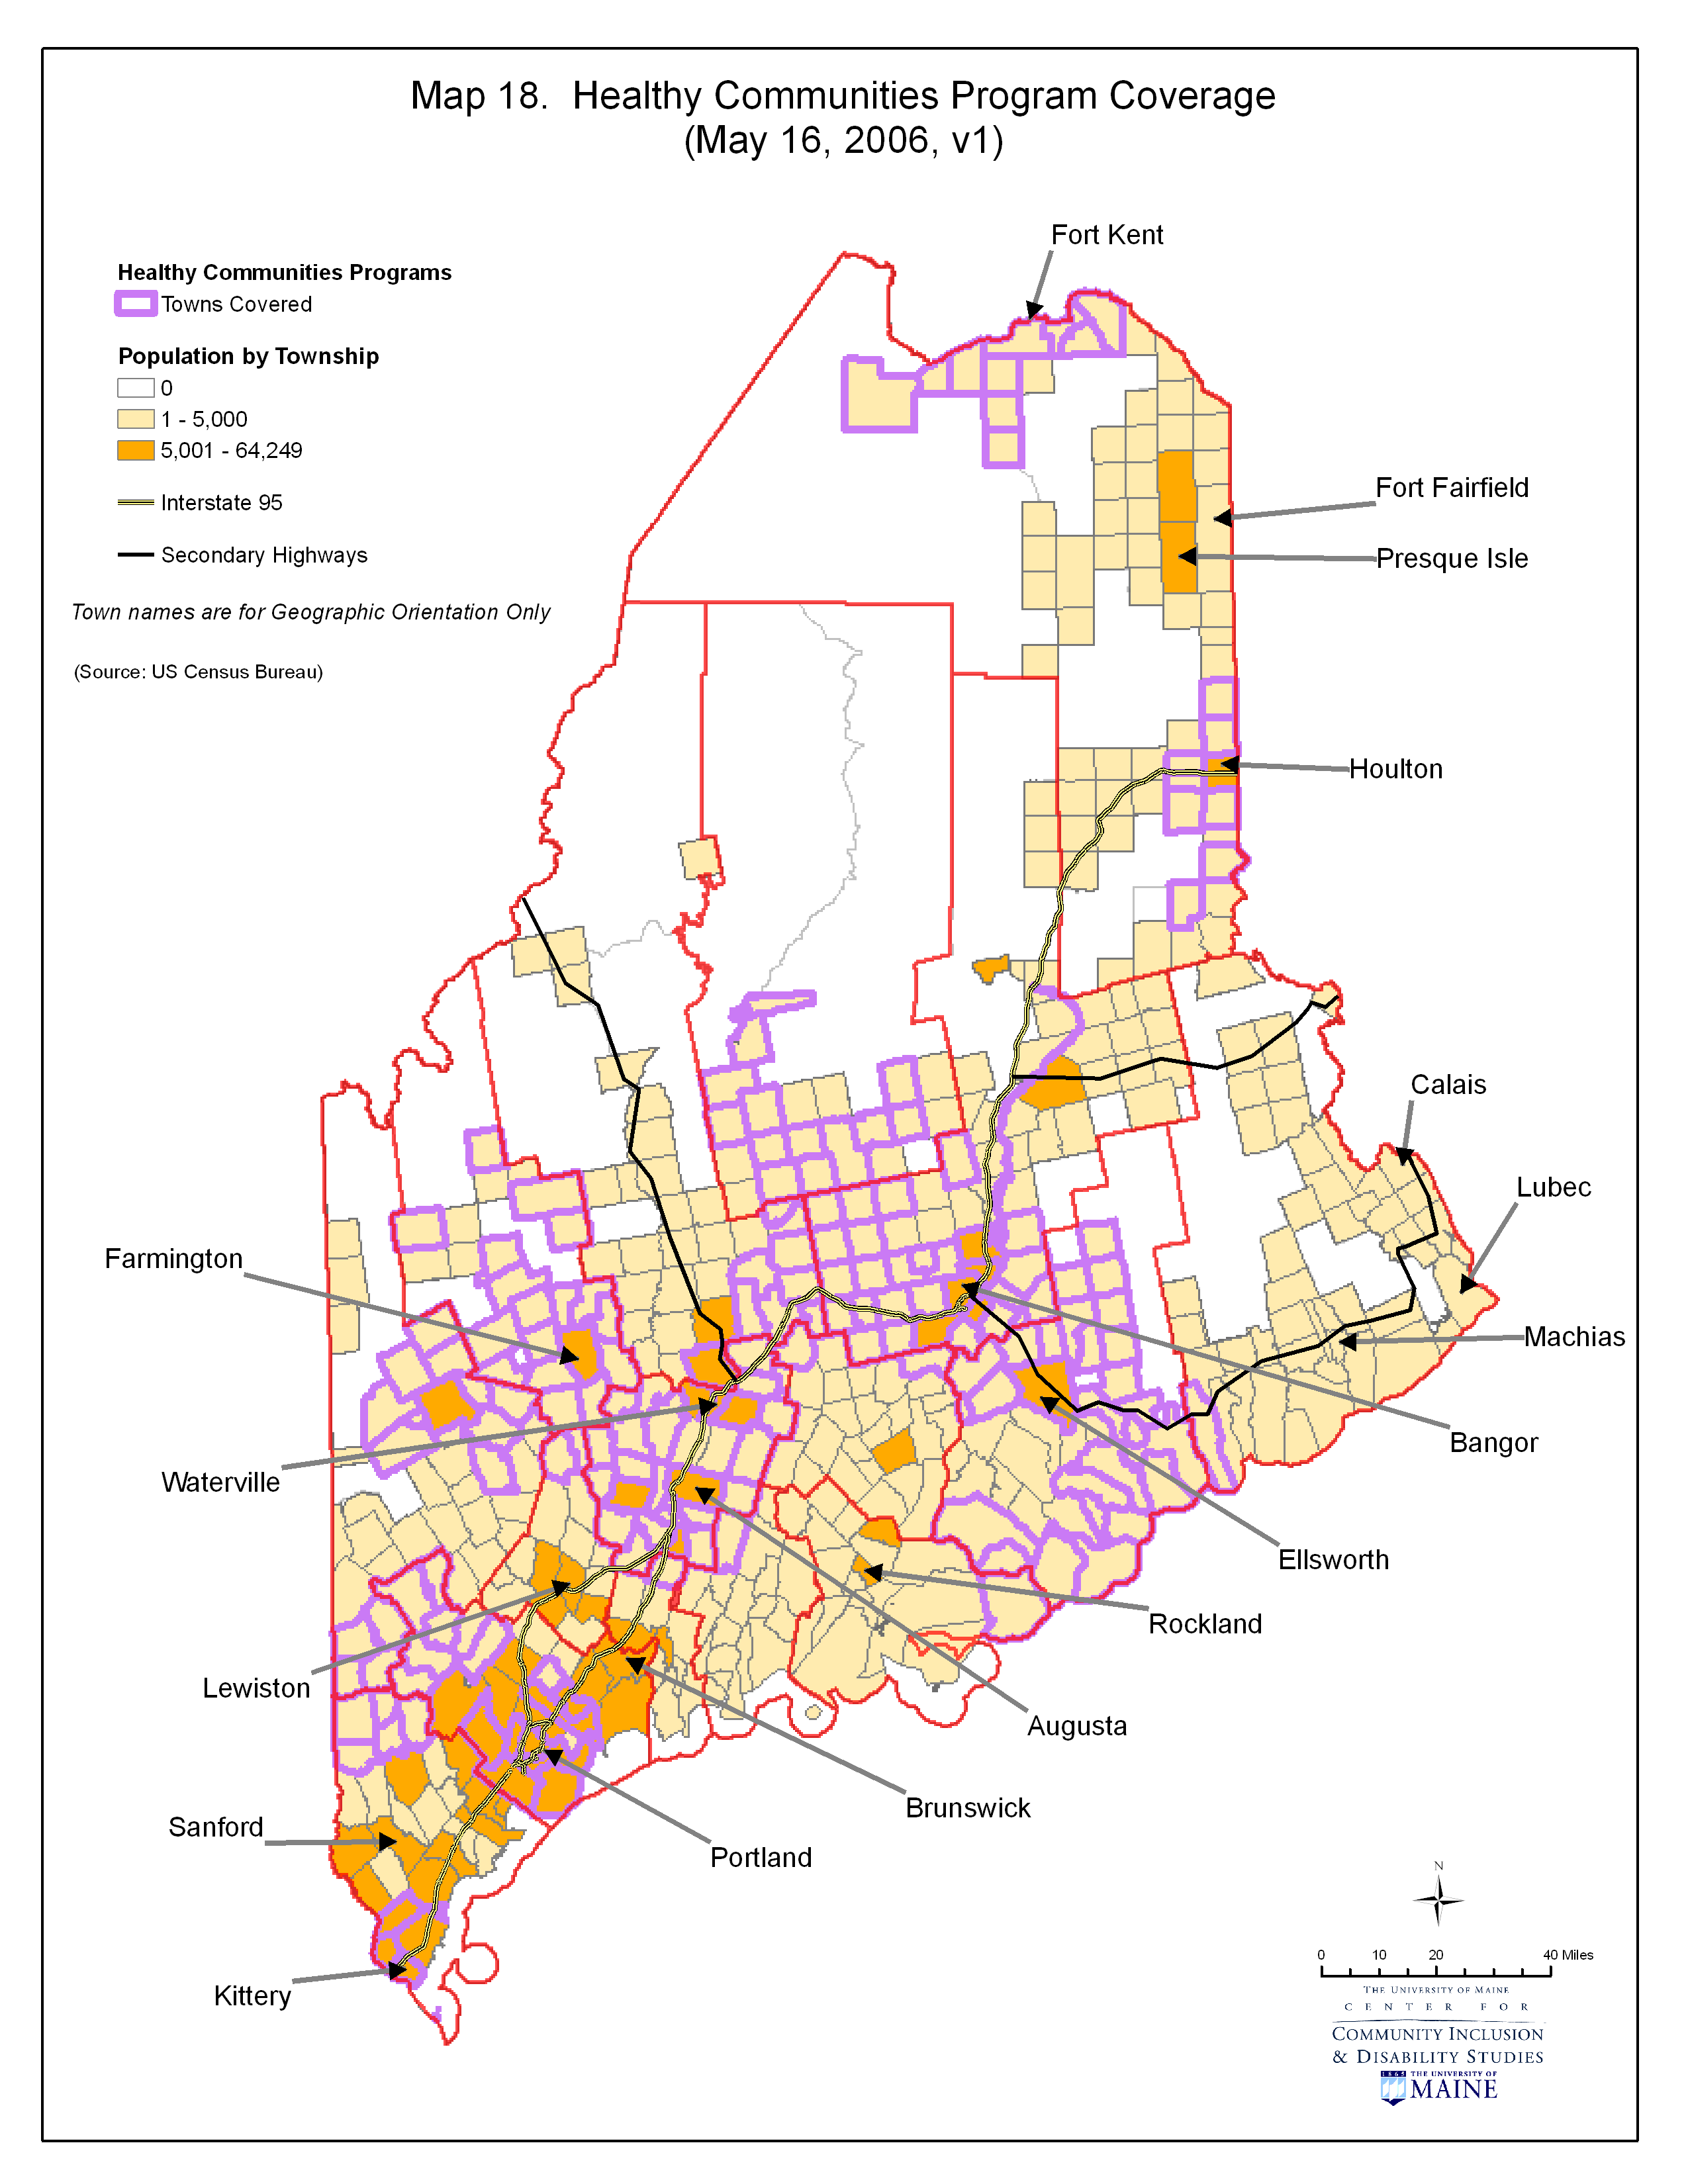 Map 18.  Healthy Communities Program Coverage
(May 16, 2006, v1)
Fort Kent
Healthy Communities Programs
Towns Covered
Population by Township
0
1 - 5,000
5,001 - 64,249
Interstate 95
Secondary Highways
Town names are for Geographic Orientation Only
(Source: US Census Bureau)
Fort Fairfield
Presque Isle
Houlton
Calais
Lubec
Farmington
Machias
Bangor
Waterville
Ellsworth
Rockland
Lewiston
Augusta
Brunswick
Sanford
Portland
Kittery
N
0 10 20 40 Miles
THE UNIVERSITY OF MAINE
CENTER FOR
COMMUNITY INCLUSION
& DISABILITY STUDIES
1865 THE UNIVERSITY OF
MAINE